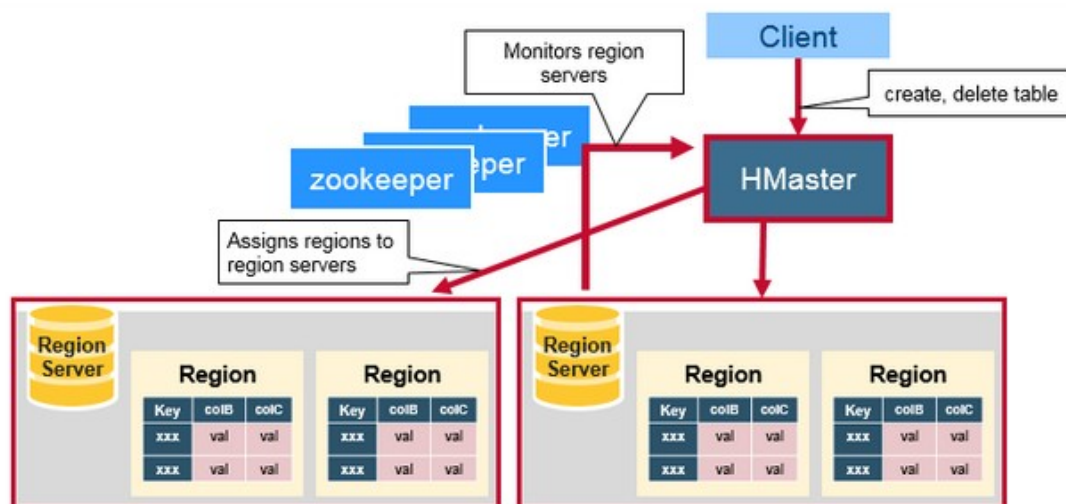 Monitors region
servers
Client
create, delete table
zookeeper
HMaster
Assigns regions to
region servers
Region
Server
Region
Key colB colC
xxx val val
xxx val val
Region
Key colB colC
xxx val val
xxx val val
Region
Server
Region
Key colB colC
xxx val val
xxx val val
Region
Key colB colC
xxx val val
xxx val val